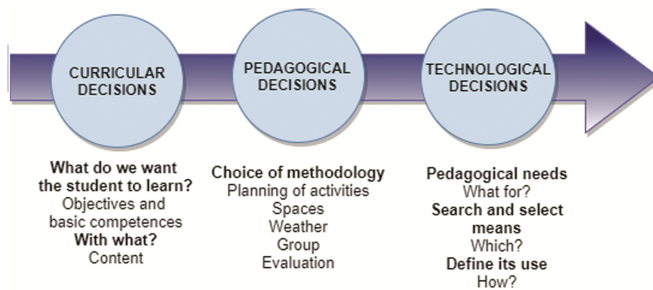 CURRICULAR
DECISIONS
What do we want
the student to learn?
Objectives and
basic competences
With what?
Content
PEDAGOGICAL
DECISIONS
Choice of methodology
Planning of activities
Spaces
Weather
Group
Evaluation
TECHNOLOGICAL
DECISIONS
Pedagogical needs
What for?
Search and select
means
Which?
Define its use
How?